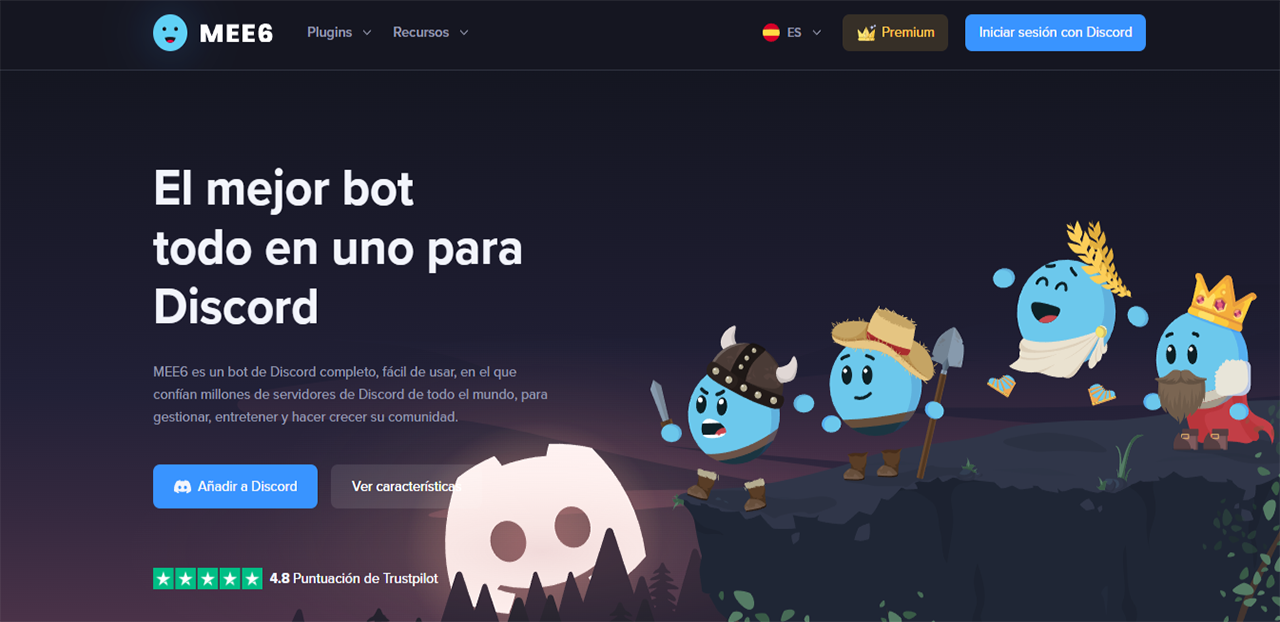 MEE6
Plugins
Recursos
ES
Premium
Iniciar sesión con Discord
El mejor bot
todo en uno para
Discord
MEE6 es un bot de Discord completo, fácil de usar, en el que
confían millones de servidores de Discord de todo el mundo, para
gestionar, entretener y hacer crecer su comunidad.
Añadir a Discord
Ver características
4.8 Puntuación de Trustpilot